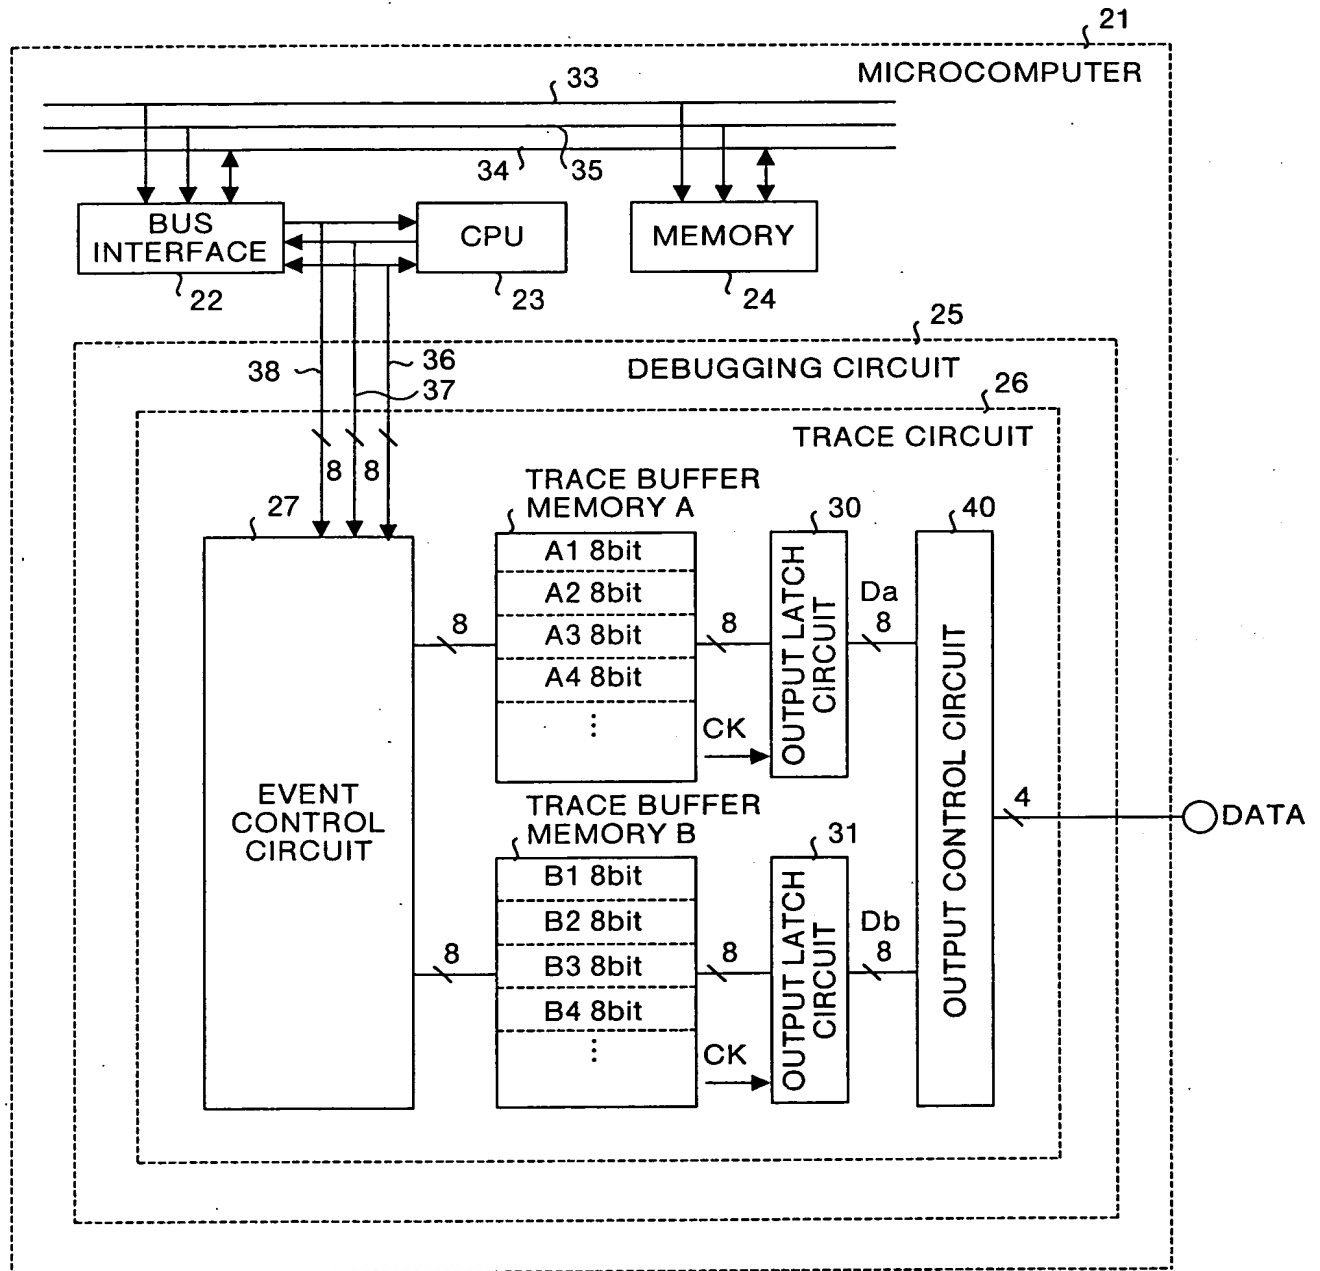 21
MICROCOMPUTER
33
34
35
BUS
INTERFACE
CPU
MEMORY
22
23
24
25
DEBUGGING CIRCUIT
38
36
37
26
TRACE CIRCUIT
8
8
27
TRACE BUFFER
MEMORY A
30
40
A1 8bit
A2 8bit
A3 8bit
A4 8bit
⋮
8
8
CK
OUTPUT LATCH
CIRCUIT
Da
8
EVENT
CONTROL
CIRCUIT
OUTPUT CONTROL CIRCUIT
4
DATA
TRACE BUFFER
MEMORY B
31
B1 8bit
B2 8bit
B3 8bit
B4 8bit
⋮
8
8
CK
OUTPUT LATCH
CIRCUIT
Db
8